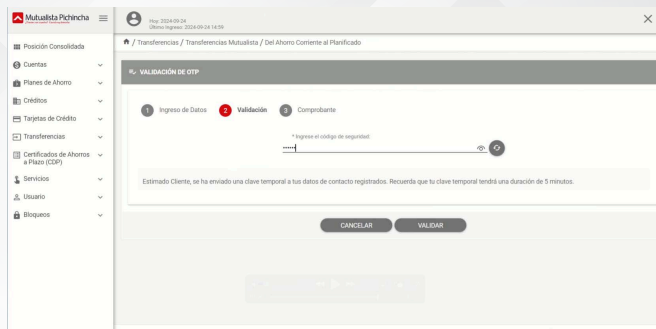 Mutualista Pichincha
Hoy: 2024-09-24
Último Ingreso: 2024-09-24 14:59
/ Transferencias / Transferencias Mutualista / Del Ahorro Corriente al Planificado
Posición Consolidada
Cuentas
Planes de Ahorro
Créditos
Tarjetas de Crédito
Transferencias
Certificados de Ahorros
a Plazo (CDP)
Servicios
Usuario
Bloqueos
VALIDACIÓN DE OTP
1 Ingreso de Datos 2 Validación 3 Comprobante
* Ingrese el código de seguridad:
Estimado Cliente, se ha enviado una clave temporal a tus datos de contacto registrados. Recuerda que tu clave temporal tendrá una duración de 5 minutos.
CANCELAR VALIDAR